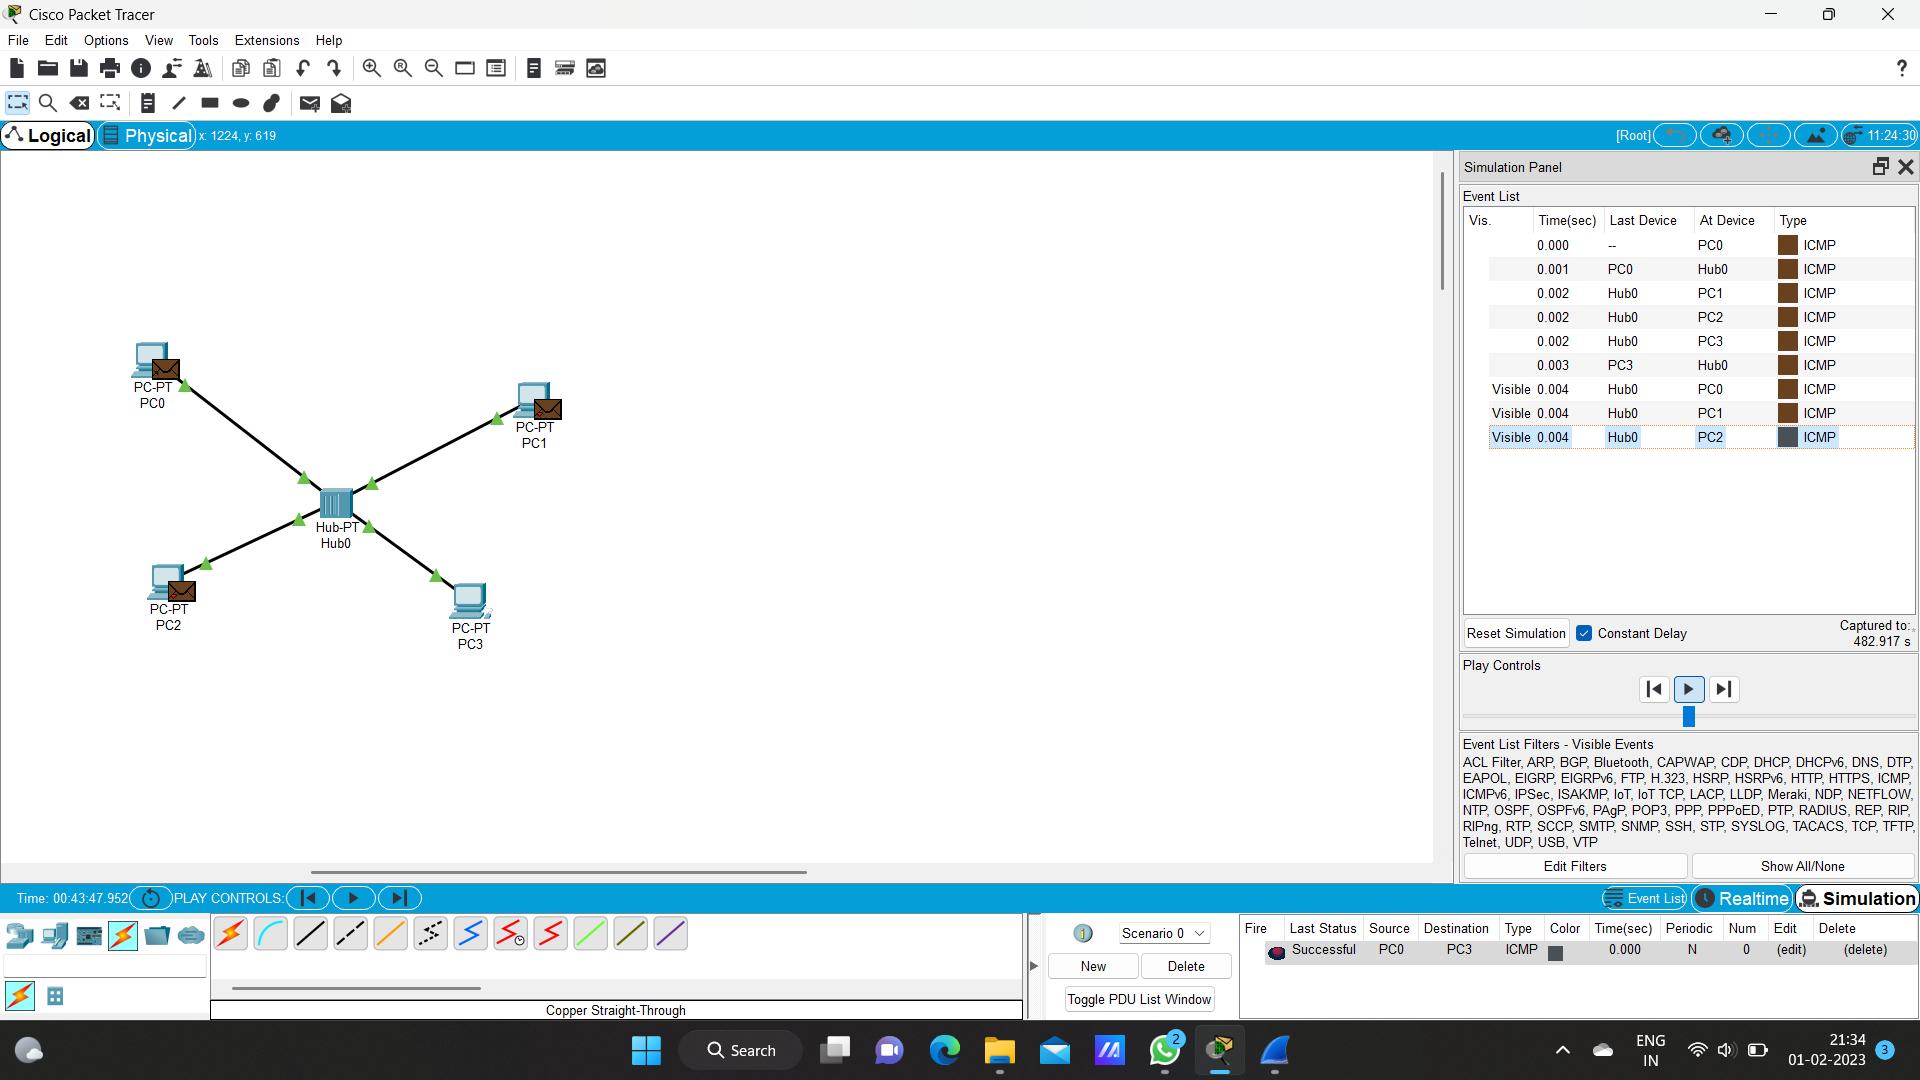 Cisco Packet Tracer
File Edit Options View Tools Extensions Help
?
Logical Physical x: 1224, y: 619 [Root] 11:24:30
Simulation Panel
Event List
Vis. Time(sec) Last Device At Device Type
0.000 -- PC0 ICMP
0.001 PC0 Hub0 ICMP
0.002 Hub0 PC1 ICMP
0.002 Hub0 PC2 ICMP
0.002 Hub0 PC3 ICMP
0.003 PC3 Hub0 ICMP
Visible 0.004 Hub0 PC0 ICMP
Visible 0.004 Hub0 PC1 ICMP
Visible 0.004 Hub0 PC2 ICMP
PC-PT
PC0
PC-PT
PC1
Hub-PT
Hub0
PC-PT
PC2
PC-PT
PC3
Reset Simulation Constant Delay Captured to:
482.917 s
Play Controls
Event List Filters - Visible Events
ACL Filter, ARP, BGP, Bluetooth, CAPWAP, CDP, DHCP, DHCPv6, DNS, DTP,
EAPOL, EIGRP, EIGRPv6, FTP, H.323, HSRP, HSRPv6, HTTP, HTTPS, ICMP,
ICMPv6, IPSec, ISAKMP, IoT, IoT TCP, LACP, LLDP, Meraki, NDP, NETFLOW,
NTP, OSPF, OSPFv6, PAgP, POP3, PPP, PPPoED, PTP, RADIUS, REP, RIP,
RIPng, RTP, SCCP, SMTP, SNMP, SSH, STP, SYSLOG, TACACS, TCP, TFTP,
Telnet, UDP, USB, VTP
Edit Filters Show All/None
Time: 00:43:47.952 PLAY CONTROLS: Event List Realtime Simulation
Scenario 0
New Delete
Toggle PDU List Window
Fire Last Status Source Destination Type Color Time(sec) Periodic Num Edit Delete
Successful PC0 PC3 ICMP 0.000 N 0 (edit) (delete)
Copper Straight-Through
Search
2
ENG
IN
21:34
01-02-2023
3